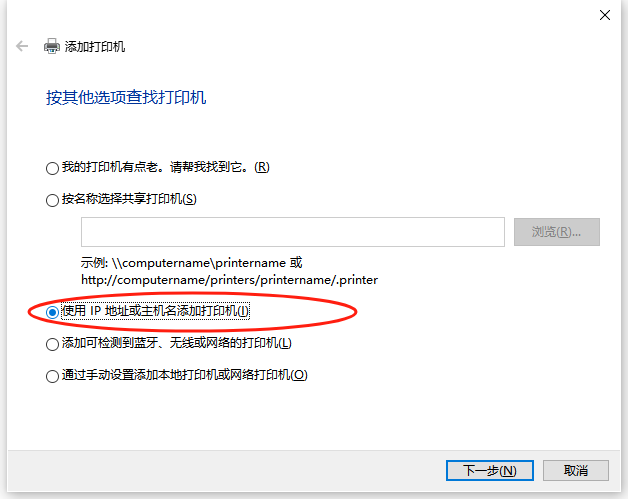 添加打印机
按其他选项查找打印机
我的打印机有点老。请帮我找到它。(R)
按名称选择共享打印机(S)
浏览(R)...
示例: \\computername\printername 或
http://computername/printers/printername/.printer
使用 IP 地址或主机名添加打印机(I)
添加可检测到蓝牙、无线或网络的打印机(L)
通过手动设置添加本地打印机或网络打印机(O)
下一步(N)
取消